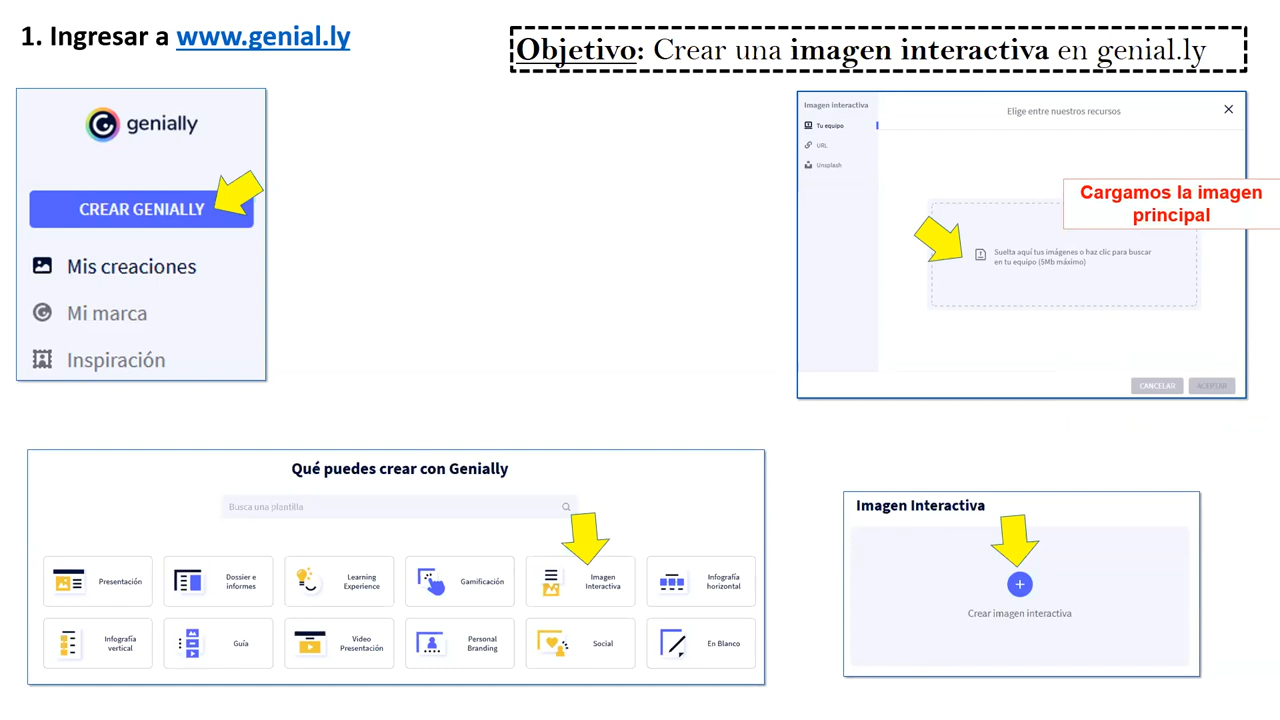 1. Ingresar a www.genial.ly
Objetivo: Crear una imagen interactiva en genial.ly
genially
CREAR GENIALLY
Mis creaciones
Mi marca
Inspiración
Imagen interactiva
Elige entre nuestros recursos
Tu equipo
URL
Unsplash
Cargamos la imagen
principal
Suelta aquí tus imágenes o haz clic para buscar
en tu equipo (5Mb máximo)
CANCELAR
ACEPTAR
Qué puedes crear con Genially
Busca una plantilla
Presentación
Dossier e
informes
Learning
Experience
Gamificación
Imagen
Interactiva
Infografía
horizontal
Infografía
vertical
Guía
Video
Presentación
Personal
Branding
Social
En Blanco
Imagen Interactiva
Crear imagen interactiva